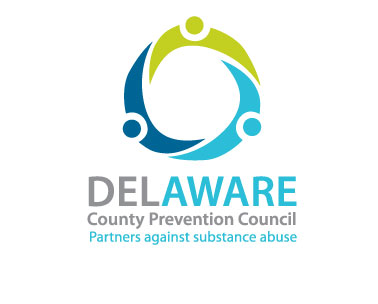 DELAWARE
County Prevention Council
Partners against substance abuse